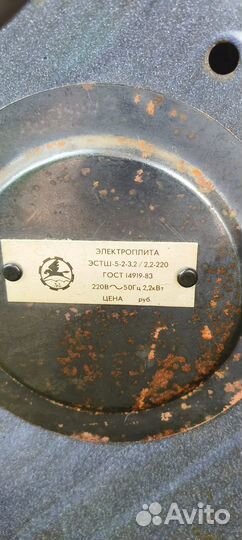 ЭЛЕКТРОПЛИТА
ЭСТШ-5-2-3,2 / 2,2-220
ГОСТ 14919-83
220В ~ 50Гц 2,2кВт
ЦЕНА руб.
Avito